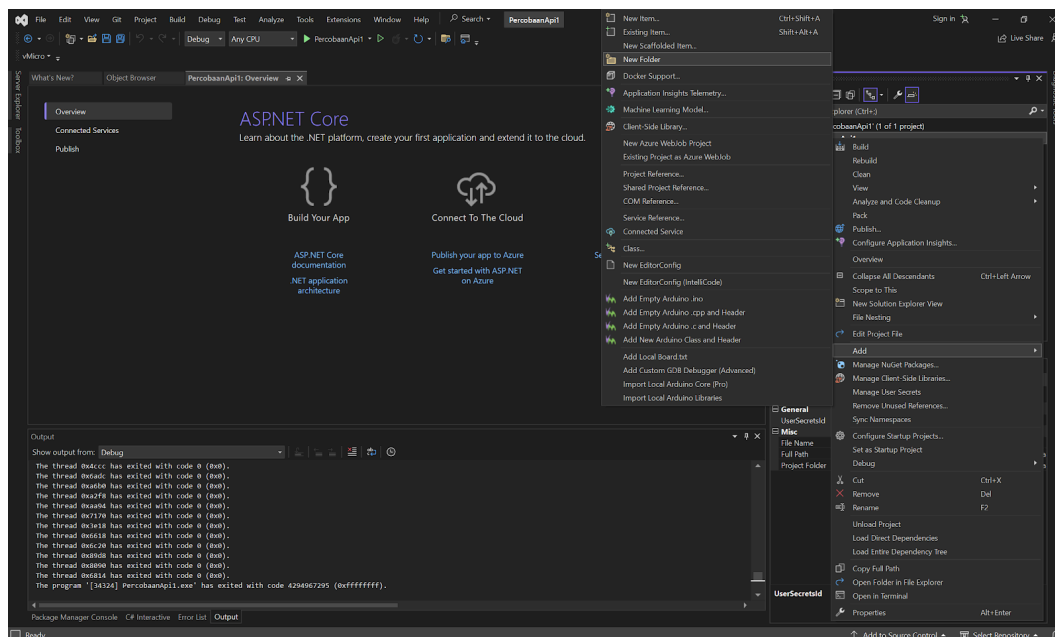 File Edit View Git Project Build Debug Test Analyze Tools Extensions Window Help Search PercobaanApi1 Sign in
Debug Any CPU PercobaanApi1 Live Share
vMicro
Server Explorer
Toolbox
What's New? Object Browser PercobaanApi1: Overview
Overview
Connected Services
Publish
ASP.NET Core
Learn about the .NET platform, create your first application and extend it to the cloud.
Build Your App
Connect To The Cloud
ASP.NET Core
documentation
.NET application
architecture
Publish your app to Azure
Get started with ASP.NET
on Azure
Se
New Item... Ctrl+Shift+A
Existing Item... Shift+Alt+A
New Scaffolded Item...
New Folder
Docker Support...
Application Insights Telemetry...
Machine Learning Model...
Client-Side Library...
New Azure WebJob Project
Existing Project as Azure WebJob
Project Reference...
Shared Project Reference...
COM Reference...
Service Reference...
Connected Service
Class...
New EditorConfig
New EditorConfig (IntelliCode)
Add Empty Arduino .ino
Add Empty Arduino .cpp and Header
Add Empty Arduino .c and Header
Add New Arduino Class and Header
Add Local Board.txt
Add Custom GDB Debugger (Advanced)
Import Local Arduino Core (Pro)
Import Local Arduino Libraries
plorer (Ctrl+;)
cobaanApi1' (1 of 1 project)
Build
Rebuild
Clean
View
Analyze and Code Cleanup
Pack
Publish...
Configure Application Insights...
Overview
Collapse All Descendants Ctrl+Left Arrow
Scope to This
New Solution Explorer View
File Nesting
Edit Project File
Add
Manage NuGet Packages...
Manage Client-Side Libraries...
Manage User Secrets
Remove Unused References...
Sync Namespaces
Configure Startup Projects...
Set as Startup Project
Debug
Cut Ctrl+X
Remove Del
Rename F2
Unload Project
Load Direct Dependencies
Load Entire Dependency Tree
Copy Full Path
Open Folder in File Explorer
Open in Terminal
Properties Alt+Enter
General
UserSecretsId
Misc
File Name
Full Path
Project Folder
UserSecretsId
Output
Show output from: Debug
The thread 0x4ccc has exited with code 0 (0x0).
The thread 0x6adc has exited with code 0 (0x0).
The thread 0xa6b0 has exited with code 0 (0x0).
The thread 0xa2f8 has exited with code 0 (0x0).
The thread 0xaa94 has exited with code 0 (0x0).
The thread 0x7170 has exited with code 0 (0x0).
The thread 0x3e18 has exited with code 0 (0x0).
The thread 0x6618 has exited with code 0 (0x0).
The thread 0x6c20 has exited with code 0 (0x0).
The thread 0x89d8 has exited with code 0 (0x0).
The thread 0x8090 has exited with code 0 (0x0).
The thread 0x6814 has exited with code 0 (0x0).
The program '[34324] PercobaanApi1.exe' has exited with code 4294967295 (0xffffffff).
Package Manager Console C# Interactive Error List Output
Ready Add to Source Control Select Repository